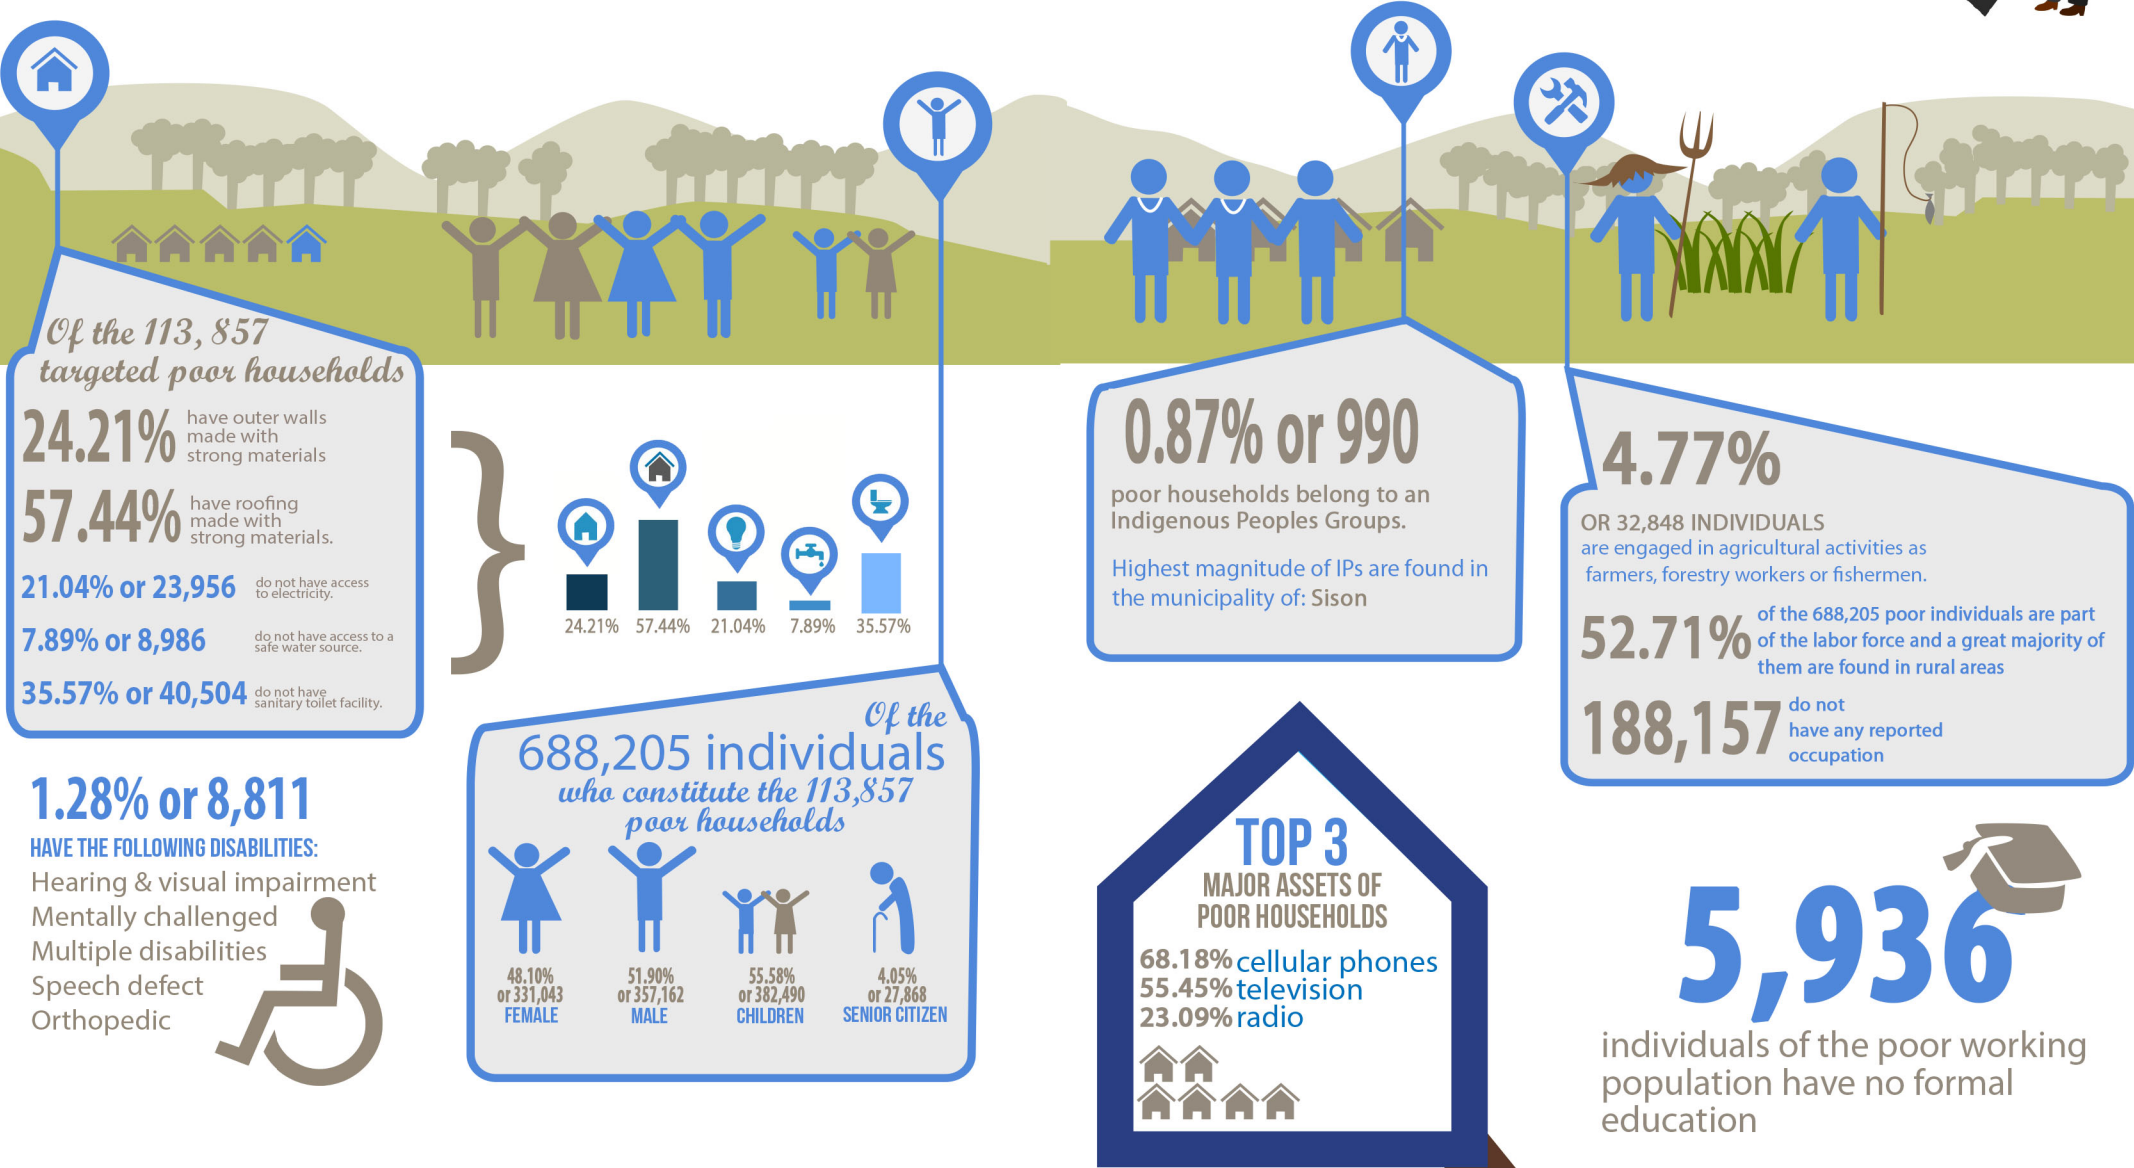 Of the 113, 857
targeted poor households
24.21%
have outer walls
made with
strong materials
57.44%
have roofing
made with
strong materials.
21.04% or 23,956
do not have access
to electricity.
7.89% or 8,986
do not have access to a
safe water source.
35.57% or 40,504
do not have
sanitary toilet facility.
1.28% or 8,811
HAVE THE FOLLOWING DISABILITIES:
Hearing & visual impairment
Mentally challenged
Multiple disabilities
Speech defect
Orthopedic
24.21% 57.44% 21.04% 7.89% 35.57%
Of the
688,205 individuals
who constitute the 113,857
poor households
48.10%
or 331,043
FEMALE
51.90%
or 357,162
MALE
55.58%
or 382,490
CHILDREN
4.05%
or 27,868
SENIOR CITIZEN
0.87% or 990
poor households belong to an
Indigenous Peoples Groups.
Highest magnitude of IPs are found in
the municipality of: Sison
TOP 3
MAJOR ASSETS OF
POOR HOUSEHOLDS
68.18% cellular phones
55.45% television
23.09% radio
4.77%
OR 32,848 INDIVIDUALS
are engaged in agricultural activities as
farmers, forestry workers or fishermen.
52.71%
of the 688,205 poor individuals are part
of the labor force and a great majority of
them are found in rural areas
188,157
do not
have any reported
occupation
5,936
individuals of the poor working
population have no formal
education